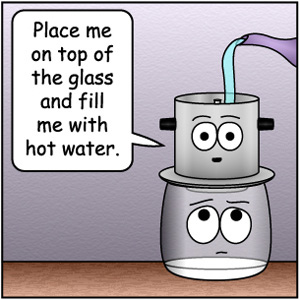 Place me
on top of
the glass
and fill
me with
hot water.